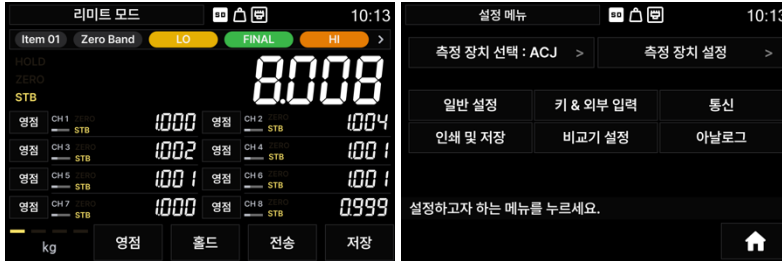 리미트 모드 SD 10:13
Item 01 Zero Band LO FINAL HI >
HOLD
ZERO
STB
8.008
영점 CH 1 ZERO STB 1.000 영점 CH 2 ZERO STB 1.004
영점 CH 3 ZERO STB 1.002 영점 CH 4 ZERO STB 1.001
영점 CH 5 ZERO STB 1.001 영점 CH 6 ZERO STB 1.001
영점 CH 7 ZERO STB 1.000 영점 CH 8 ZERO STB 0.999
kg 영점 홀드 전송 저장
설정 메뉴 SD 10:13
측정 장치 선택 : ACJ > 측정 장치 설정 >
일반 설정 키 & 외부 입력 통신
인쇄 및 저장 비교기 설정 아날로그
설정하고자 하는 메뉴를 누르세요.